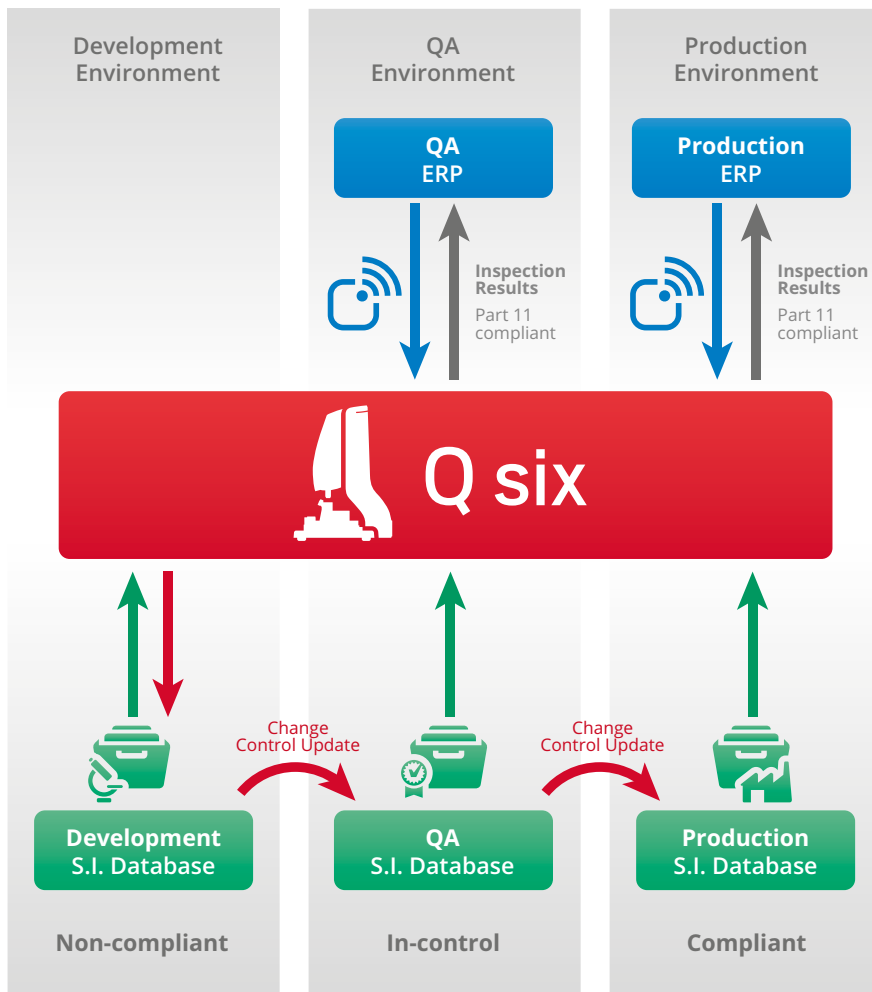 Development
Environment
QA
Environment
Production
Environment
QA
ERP
Production
ERP
Inspection
Results
Part 11
compliant
Inspection
Results
Part 11
compliant
Q six
Change
Control Update
Change
Control Update
Development
S.I. Database
QA
S.I. Database
Production
S.I. Database
Non-compliant
In-control
Compliant